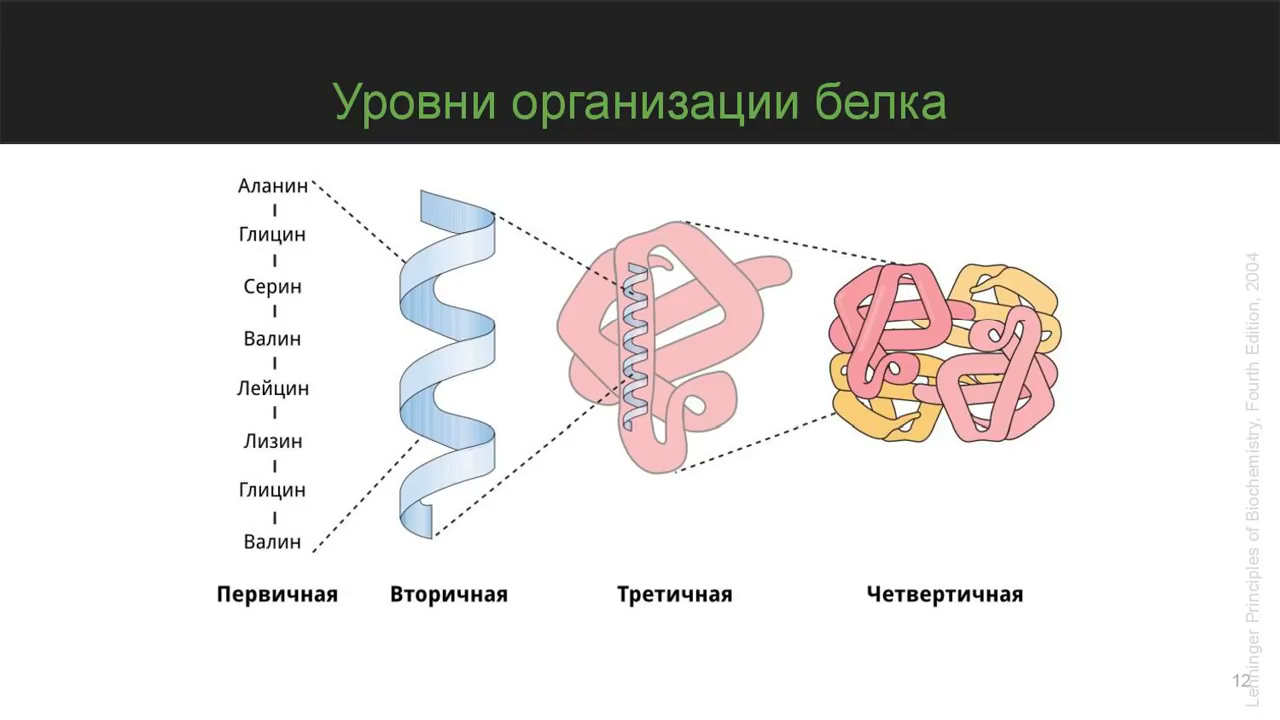 Уровни организации белка
Аланин
Глицин
Серин
Валин
Лейцин
Лизин
Глицин
Валин
Первичная
Вторичная
Третичная
Четвертичная
Lenninger Principles of Biochemistry, Fourth Edition, 2004
12